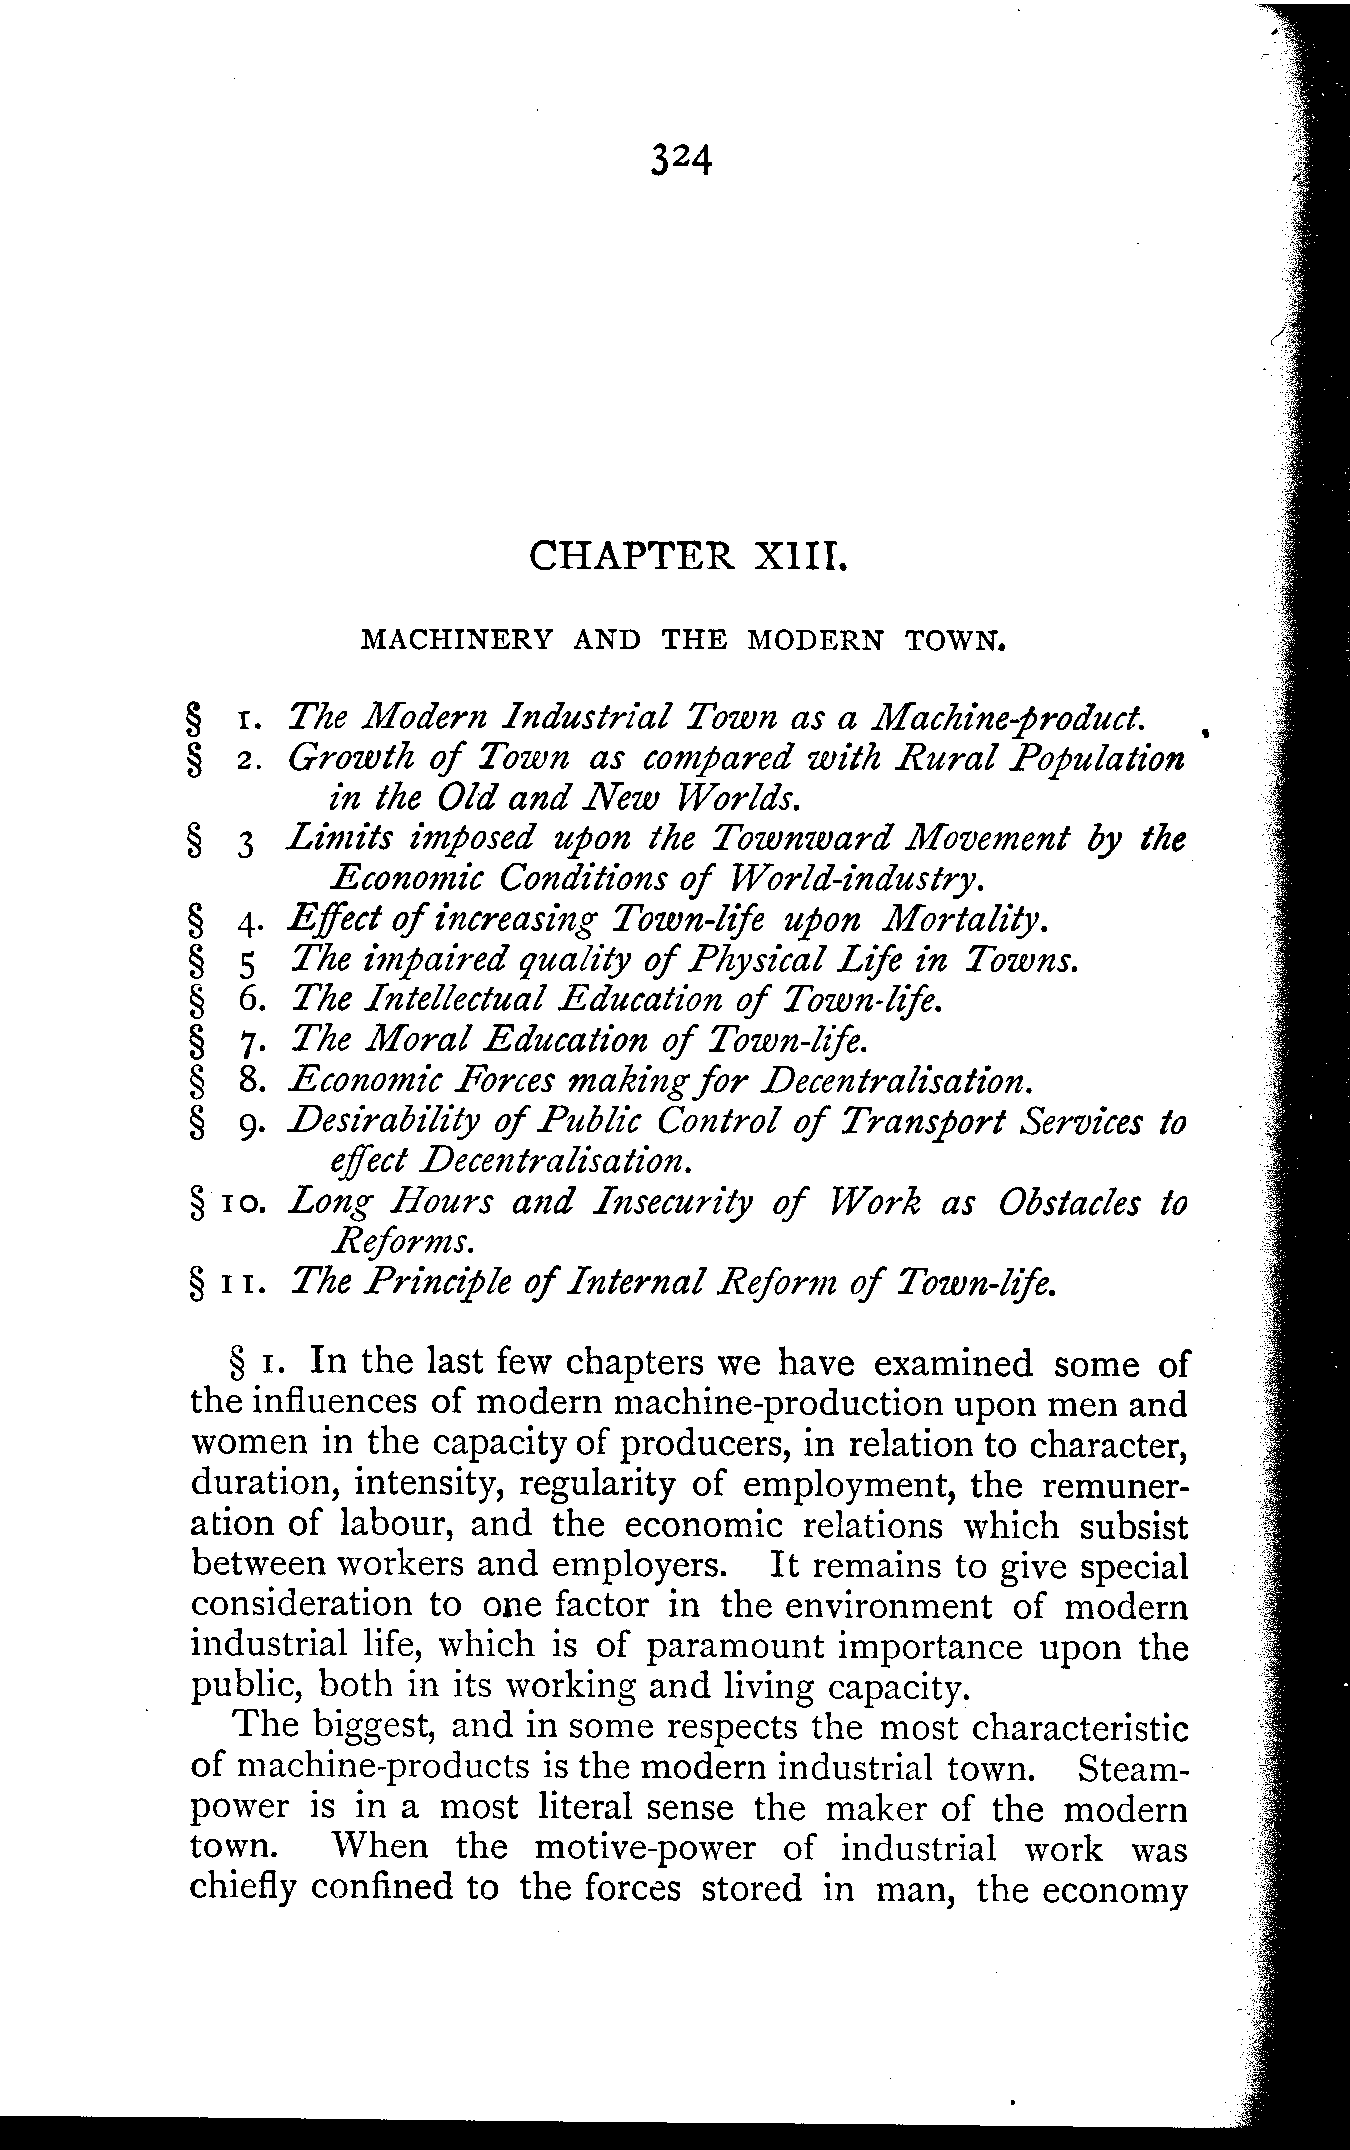 324
CHAPTER XIII.
MACHINERY AND THE MODERN TOWN.
§ 1. The Modern Industrial Town as a Machine-product.
§ 2. Growth of Town as compared with Rural Population
in the Old and New Worlds.
§ 3 Limits imposed upon the Townward Movement by the
Economic Conditions of World-industry.
§ 4. Effect of increasing Town-life upon Mortality.
§ 5 The impaired quality of Physical Life in Towns.
§ 6. The Intellectual Education of Town-life.
§ 7. The Moral Education of Town-life.
§ 8. Economic Forces making for Decentralisation.
§ 9. Desirability of Public Control of Transport Services to
effect Decentralisation.
§ 10. Long Hours and Insecurity of Work as Obstacles to
Reforms.
§ 11. The Principle of Internal Reform of Town-life.
§ 1. In the last few chapters we have examined some of
the influences of modern machine-production upon men and
women in the capacity of producers, in relation to character,
duration, intensity, regularity of employment, the remuner-
ation of labour, and the economic relations which subsist
between workers and employers. It remains to give special
consideration to one factor in the environment of modern
industrial life, which is of paramount importance upon the
public, both in its working and living capacity.
The biggest, and in some respects the most characteristic
of machine-products is the modern industrial town. Steam-
power is in a most literal sense the maker of the modern
town. When the motive-power of industrial work was
chiefly confined to the forces stored in man, the economy